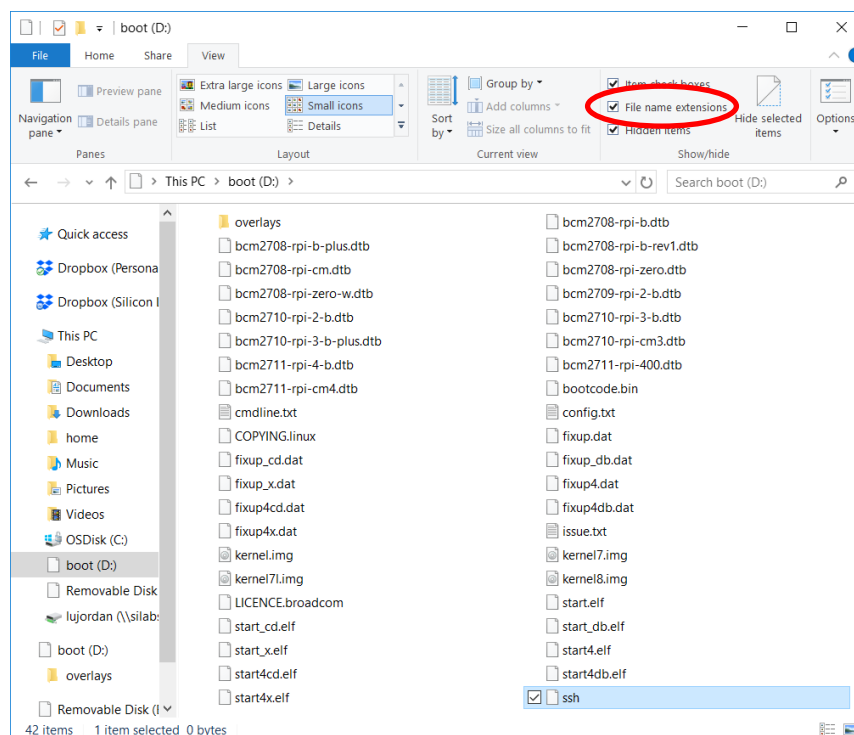 boot (D:)
File Home Share View
Preview pane Extra large icons Large icons Group by Item check boxes
Medium icons Small icons Add columns File name extensions
Navigation pane Details pane List Details Sort by Size all columns to fit Hidden items Hide selected items Options
Panes Layout Current view Show/hide
This PC > boot (D:) > Search boot (D:)
Quick access
Dropbox (Persona
Dropbox (Silicon
This PC
Desktop
Documents
Downloads
home
Music
Pictures
Videos
OSDisk (C:)
boot (D:)
Removable Disk
lujordan (\\silabs
boot (D:)
overlays
Removable Disk (
overlays bcm2708-rpi-b.dtb
bcm2708-rpi-b-plus.dtb bcm2708-rpi-b-rev1.dtb
bcm2708-rpi-cm.dtb bcm2708-rpi-zero.dtb
bcm2708-rpi-zero-w.dtb bcm2709-rpi-2-b.dtb
bcm2710-rpi-2-b.dtb bcm2710-rpi-3-b.dtb
bcm2710-rpi-3-b-plus.dtb bcm2710-rpi-cm3.dtb
bcm2711-rpi-4-b.dtb bcm2711-rpi-400.dtb
bcm2711-rpi-cm4.dtb bootcode.bin
cmdline.txt config.txt
COPYING.linux fixup.dat
fixup_cd.dat fixup_db.dat
fixup_x.dat fixup4.dat
fixup4cd.dat fixup4db.dat
fixup4x.dat issue.txt
kernel.img kernel7.img
kernel7l.img kernel8.img
LICENCE.broadcom start.elf
start_cd.elf start_db.elf
start_x.elf start4.elf
start4cd.elf start4db.elf
start4x.elf ssh
42 items 1 item selected 0 bytes